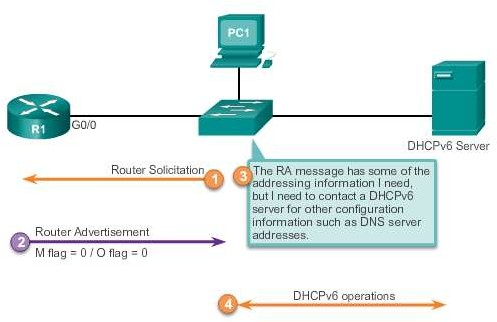 PC1
R1
G0/0
DHCPv6 Server
Router Solicitation
1
3
The RA message has some of the
addressing information I need,
but I need to contact a DHCPv6
server for other configuration
information such as DNS server
addresses.
2
Router Advertisement
M flag = 0 / O flag = 0
4
DHCPv6 operations